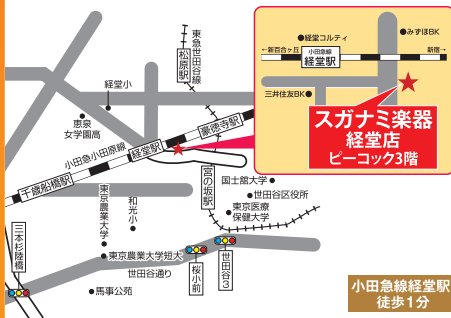 東急世田谷線
松原駅
経堂小
恵泉
女学園高
小田急小田原線
経堂駅
豪徳寺駅
千歳船橋駅
宮の坂駅
国士舘大学
世田谷区役所
東京医療
保健大学
東京農業大学
和光小
東京農業大学短大
世田谷通り
三本杉陸橋
桜小前
世田谷3
馬事公苑
みずほBK
経堂コルティ
←新百合ヶ丘
小田急線
経堂駅
新宿→
三井住友BK
スガナミ楽器
経堂店
ピーコック3階
小田急線経堂駅
徒歩1分